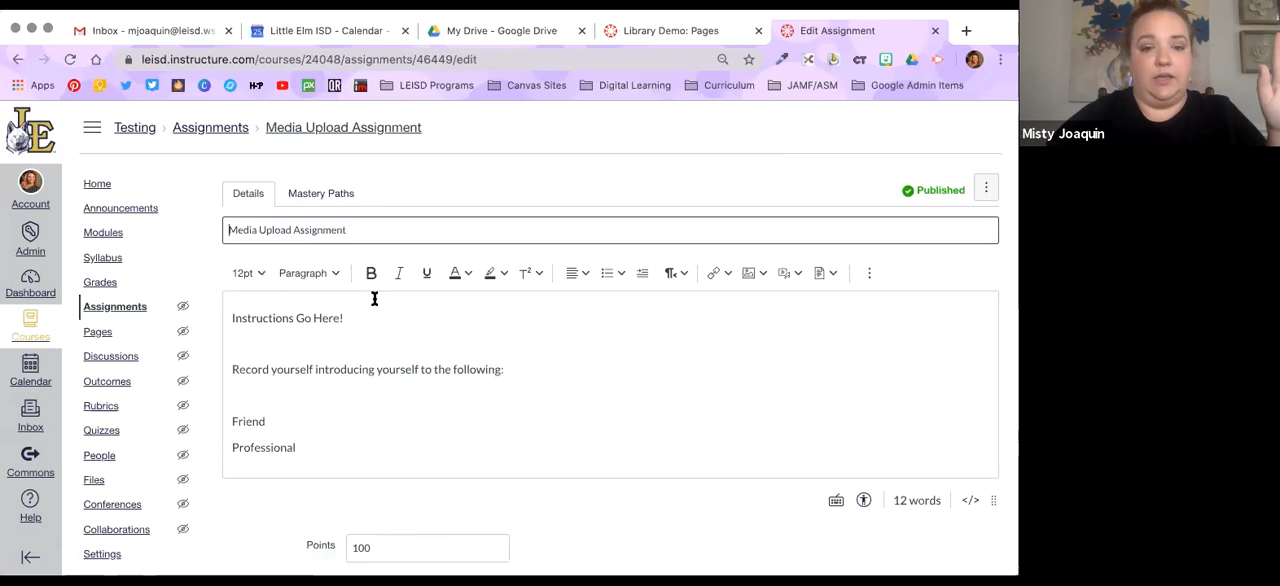 Inbox - mjoaquin@leisd.ws
Little Elm ISD - Calendar -
My Drive - Google Drive
Library Demo: Pages
Edit Assignment
leisd.instructure.com/courses/24048/assignments/46449/edit
Apps
LEISD Programs
Canvas Sites
Digital Learning
Curriculum
JAMF/ASM
Google Admin Items
Misty Joaquin
LE
Testing › Assignments › Media Upload Assignment
Account
Admin
Dashboard
Courses
Calendar
Inbox
Commons
Help
Home
Announcements
Modules
Syllabus
Grades
Assignments
Pages
Discussions
Outcomes
Rubrics
Quizzes
People
Files
Conferences
Collaborations
Settings
Details
Mastery Paths
Published
Media Upload Assignment
12pt
Paragraph
B I U A T²
Instructions Go Here!
Record yourself introducing yourself to the following:
Friend
Professional
12 words
</>
Points
100